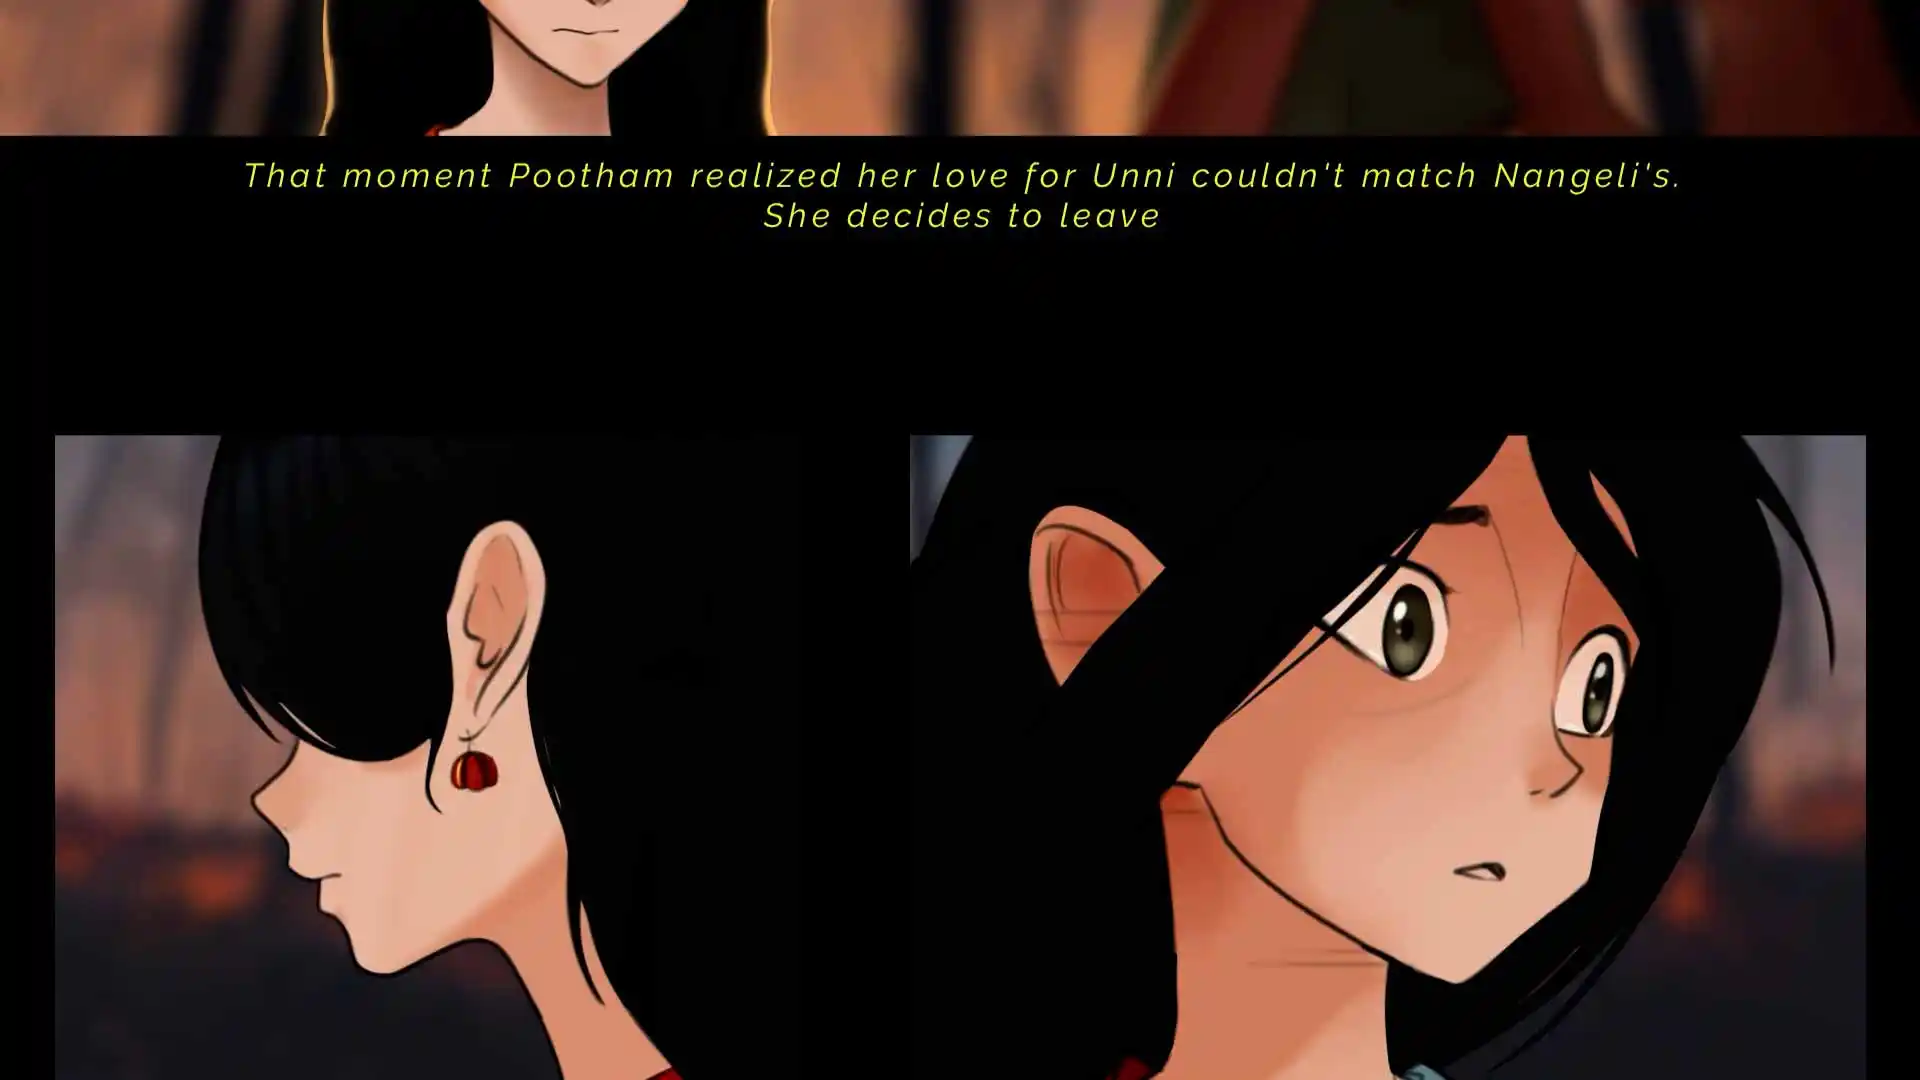 That moment Pootham realized her love for Unni couldn't match Nangeli's.
She decides to leave